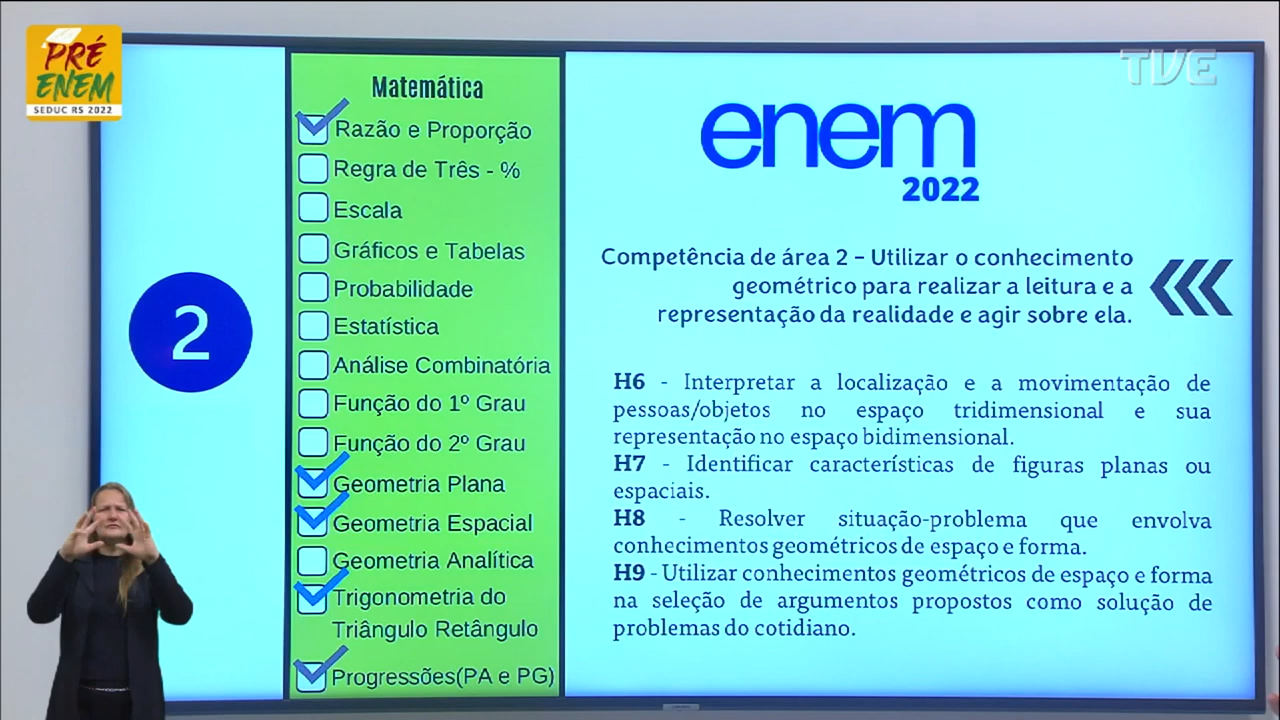 PRÉ
ENEM
SEDUC RS 2022
TVE
2
Matemática
Razão e Proporção
Regra de Três - %
Escala
Gráficos e Tabelas
Probabilidade
Estatística
Análise Combinatória
Função do 1º Grau
Função do 2º Grau
Geometria Plana
Geometria Espacial
Geometria Analítica
Trigonometria do
Triângulo Retângulo
Progressões(PA e PG)
enem
2022
Competência de área 2 – Utilizar o conhecimento
geométrico para realizar a leitura e a
representação da realidade e agir sobre ela.
H6 - Interpretar a localização e a movimentação de
pessoas/objetos no espaço tridimensional e sua
representação no espaço bidimensional.
H7 - Identificar características de figuras planas ou
espaciais.
H8 - Resolver situação-problema que envolva
conhecimentos geométricos de espaço e forma.
H9 - Utilizar conhecimentos geométricos de espaço e forma
na seleção de argumentos propostos como solução de
problemas do cotidiano.